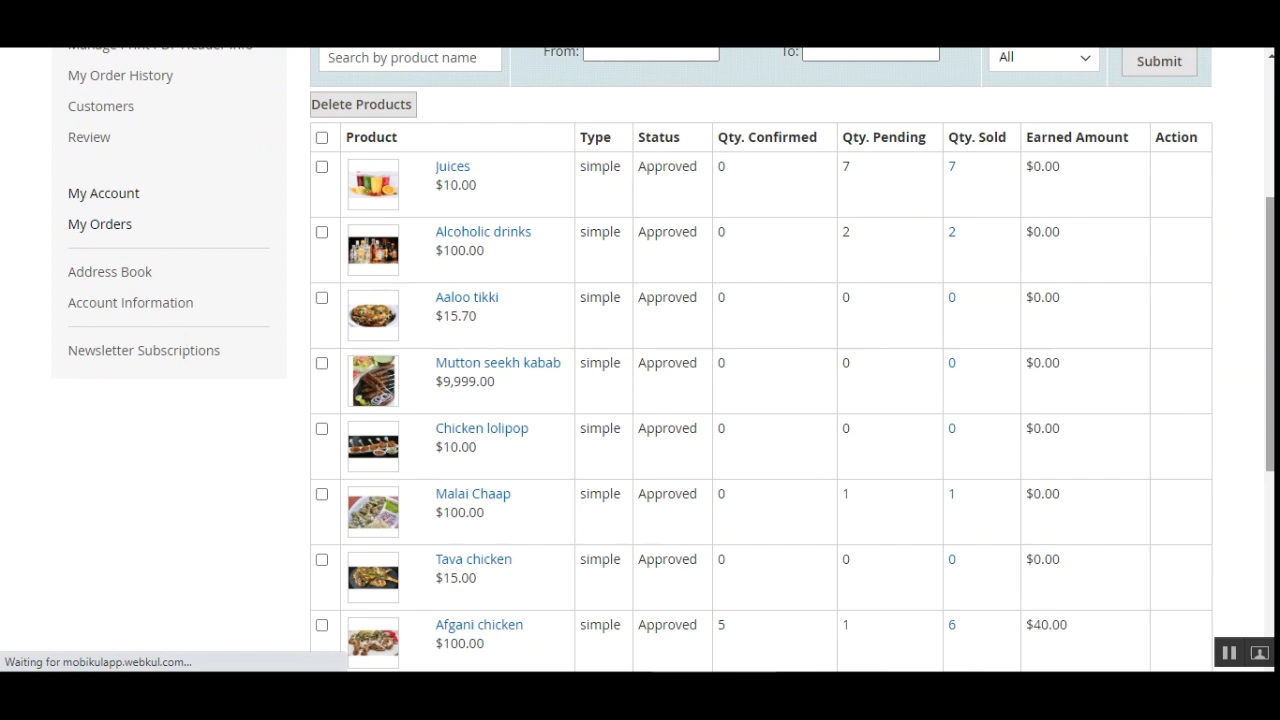 Manage Print PDF Header Info
My Order History
Customers
Review
My Account
My Orders
Address Book
Account Information
Newsletter Subscriptions
Search by product name
From:
To:
All
Submit
Delete Products
Product Type Status Qty. Confirmed Qty. Pending Qty. Sold Earned Amount Action
Juices simple Approved 0 7 7 $0.00
$10.00
Alcoholic drinks simple Approved 0 2 2 $0.00
$100.00
Aaloo tikki simple Approved 0 0 0 $0.00
$15.70
Mutton seekh kabab simple Approved 0 0 0 $0.00
$9,999.00
Chicken lolipop simple Approved 0 0 0 $0.00
$10.00
Malai Chaap simple Approved 0 1 1 $0.00
$100.00
Tava chicken simple Approved 0 0 0 $0.00
$15.00
Afgani chicken simple Approved 5 1 6 $40.00
$100.00
Waiting for mobikulapp.webkul.com...